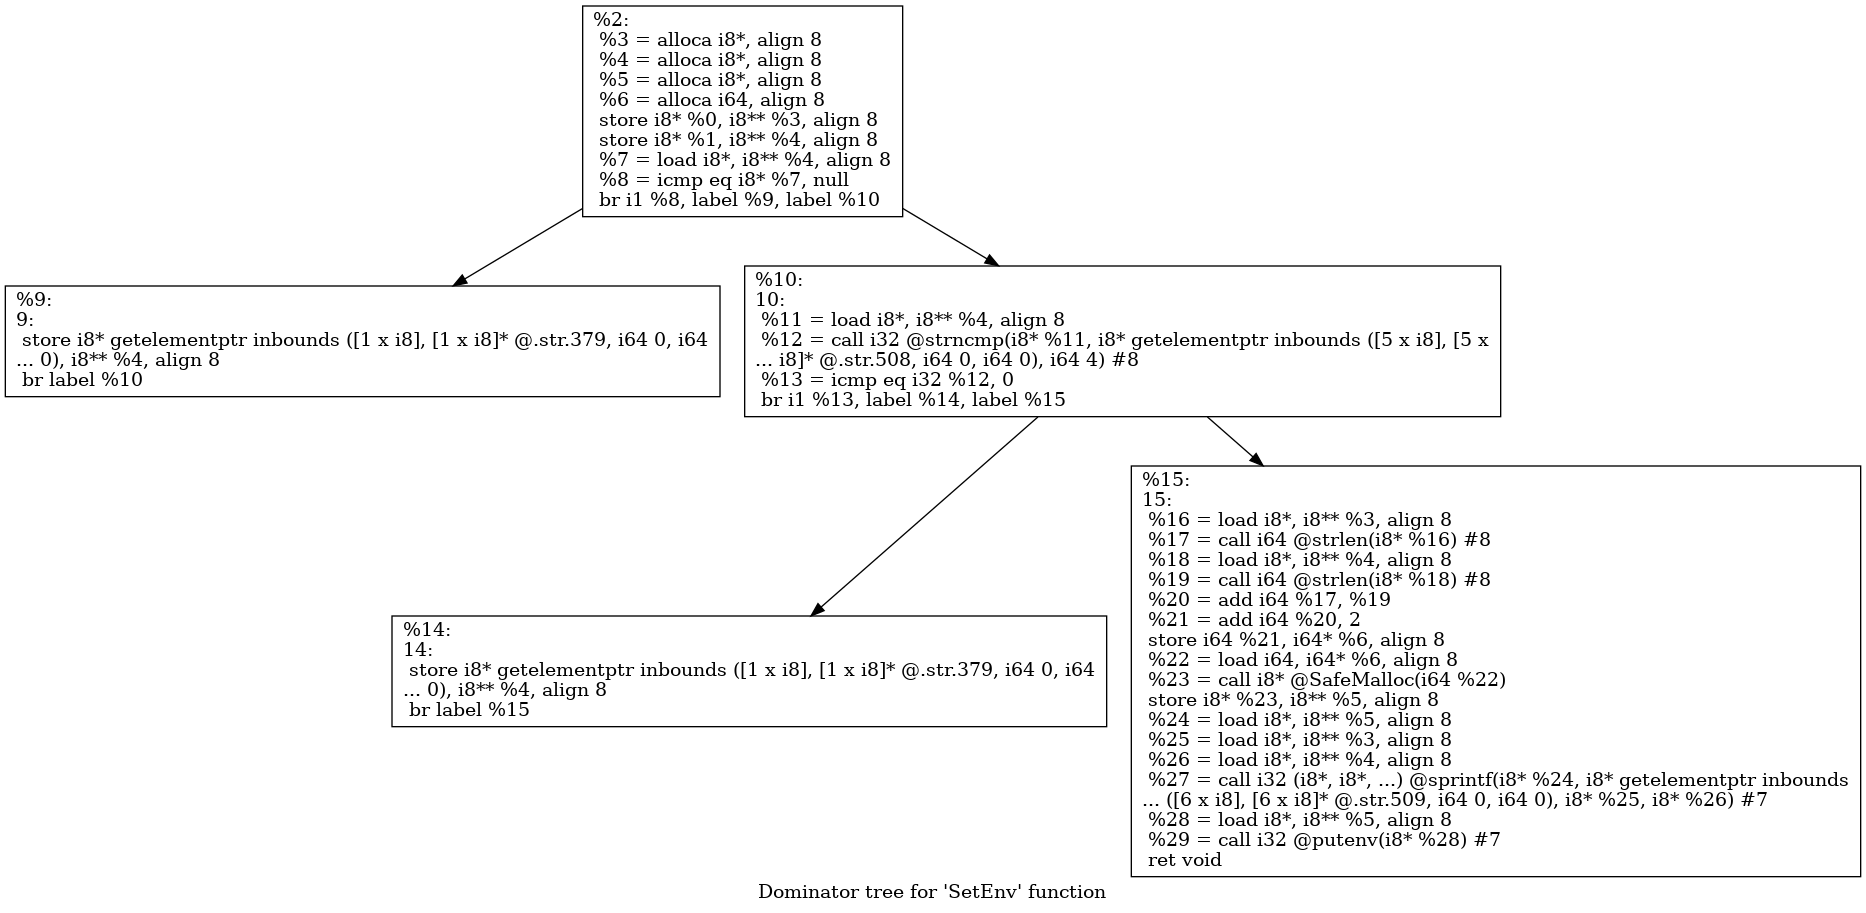 %2:
%3 = alloca i8*, align 8
%4 = alloca i8*, align 8
%5 = alloca i8*, align 8
%6 = alloca i64, align 8
store i8* %0, i8** %3, align 8
store i8* %1, i8** %4, align 8
%7 = load i8*, i8** %4, align 8
%8 = icmp eq i8* %7, null
br i1 %8, label %9, label %10
%9:
9:
store i8* getelementptr inbounds ([1 x i8], [1 x i8]* @.str.379, i64 0, i64
... 0), i8** %4, align 8
br label %10
%10:
10:
%11 = load i8*, i8** %4, align 8
%12 = call i32 @strncmp(i8* %11, i8* getelementptr inbounds ([5 x i8], [5 x
... i8]* @.str.508, i64 0, i64 0), i64 4) #8
%13 = icmp eq i32 %12, 0
br i1 %13, label %14, label %15
%14:
14:
store i8* getelementptr inbounds ([1 x i8], [1 x i8]* @.str.379, i64 0, i64
... 0), i8** %4, align 8
br label %15
%15:
15:
%16 = load i8*, i8** %3, align 8
%17 = call i64 @strlen(i8* %16) #8
%18 = load i8*, i8** %4, align 8
%19 = call i64 @strlen(i8* %18) #8
%20 = add i64 %17, %19
%21 = add i64 %20, 2
store i64 %21, i64* %6, align 8
%22 = load i64, i64* %6, align 8
%23 = call i8* @SafeMalloc(i64 %22)
store i8* %23, i8** %5, align 8
%24 = load i8*, i8** %5, align 8
%25 = load i8*, i8** %3, align 8
%26 = load i8*, i8** %4, align 8
%27 = call i32 (i8*, i8*, ...) @sprintf(i8* %24, i8* getelementptr inbounds
... ([6 x i8], [6 x i8]* @.str.509, i64 0, i64 0), i8* %25, i8* %26) #7
%28 = load i8*, i8** %5, align 8
%29 = call i32 @putenv(i8* %28) #7
ret void
Dominator tree for 'SetEnv' function